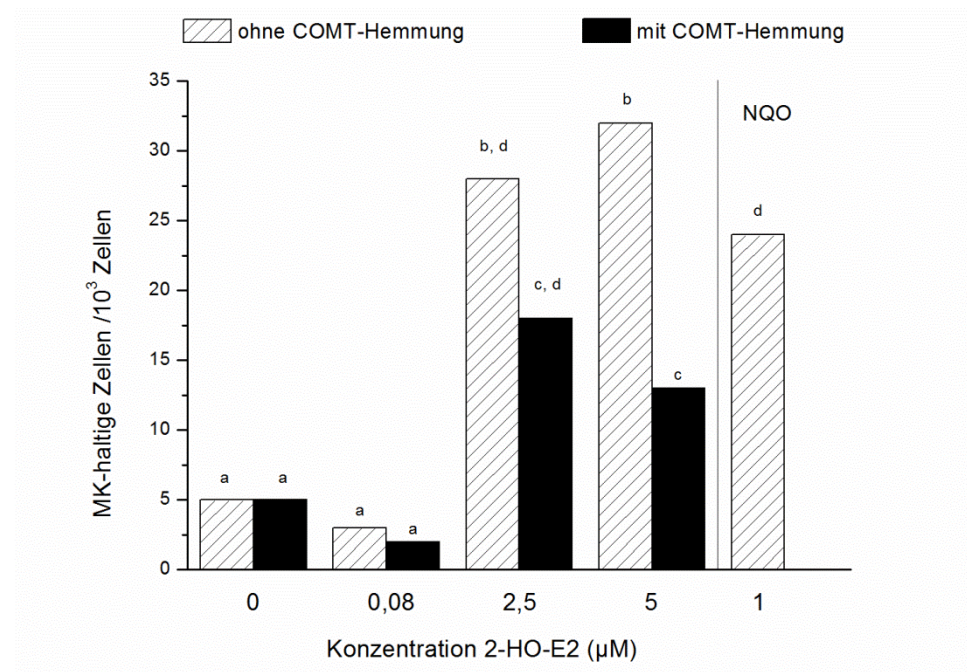 ohne COMT-Hemmung mit COMT-Hemmung
MK-haltige Zellen /10³ Zellen
35
30
25
20
15
10
5
0
a a
a a
b, d
c, d
b
c
NQO
d
0 0,08 2,5 5 1
Konzentration 2-HO-E2 (µM)